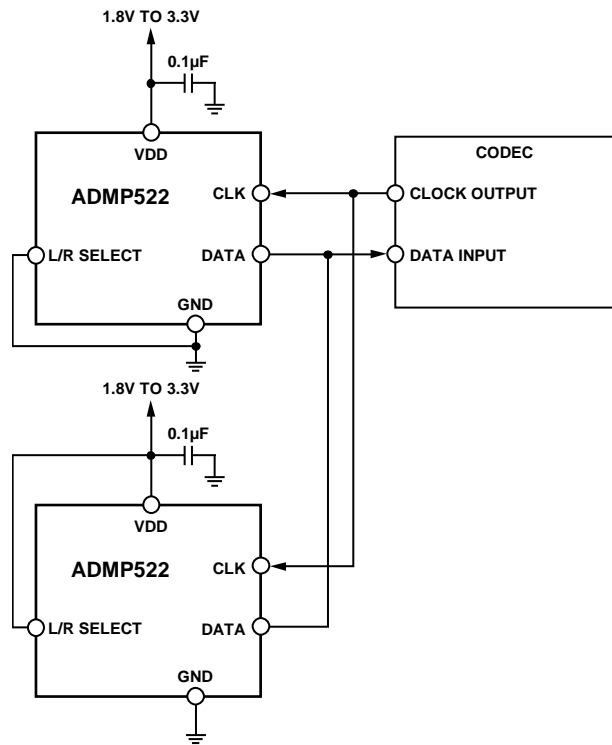 1.8V TO 3.3V
0.1µF
VDD
ADMP522
CLK
L/R SELECT
DATA
GND
CODEC
CLOCK OUTPUT
DATA INPUT
1.8V TO 3.3V
0.1µF
VDD
ADMP522
CLK
L/R SELECT
DATA
GND